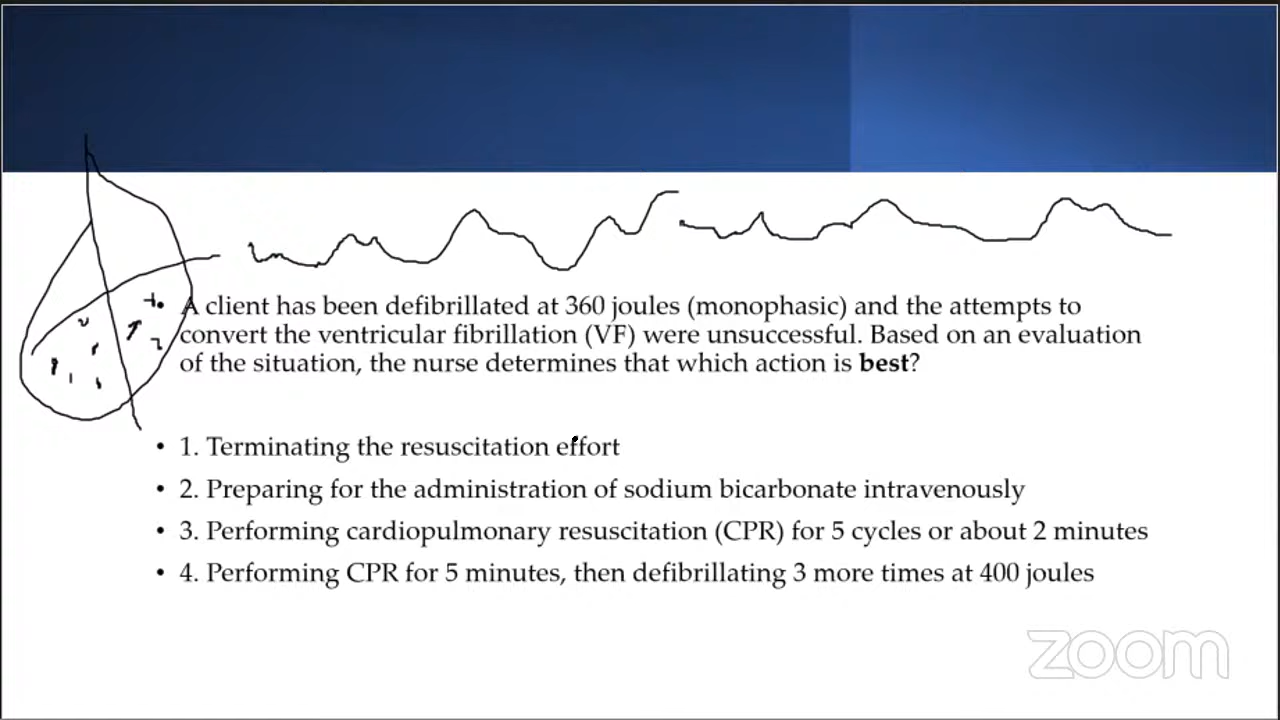 A client has been defibrillated at 360 joules (monophasic) and the attempts to
convert the ventricular fibrillation (VF) were unsuccessful. Based on an evaluation
of the situation, the nurse determines that which action is best?
• 1. Terminating the resuscitation effort
• 2. Preparing for the administration of sodium bicarbonate intravenously
• 3. Performing cardiopulmonary resuscitation (CPR) for 5 cycles or about 2 minutes
• 4. Performing CPR for 5 minutes, then defibrillating 3 more times at 400 joules
zoom